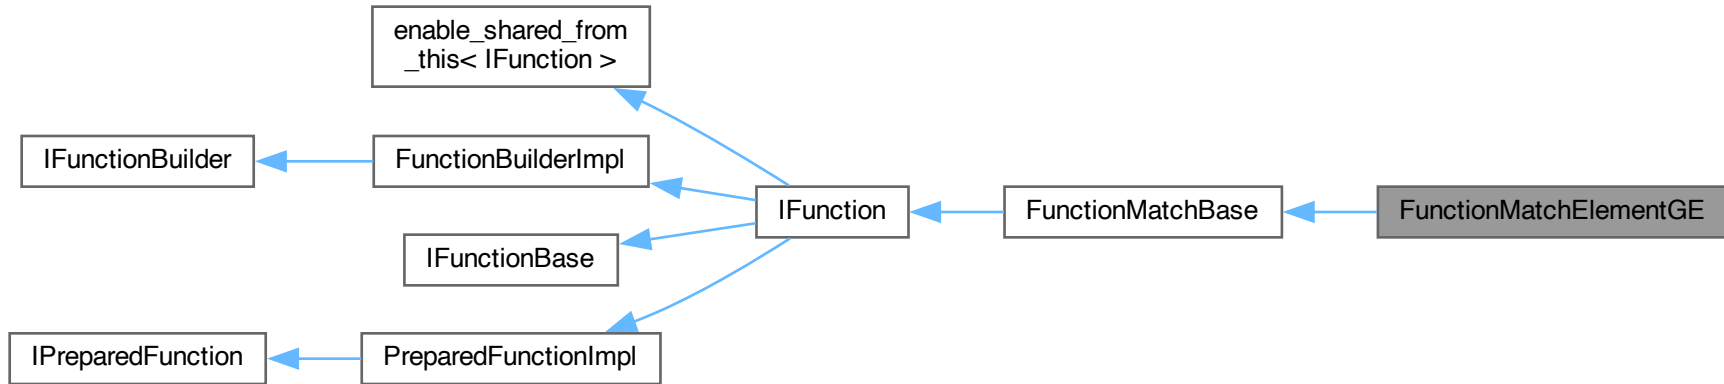 enable_shared_from
_this< IFunction >
IFunctionBuilder
FunctionBuilderImpl
IFunction
FunctionMatchBase
FunctionMatchElementGE
IFunctionBase
IPreparedFunction
PreparedFunctionImpl